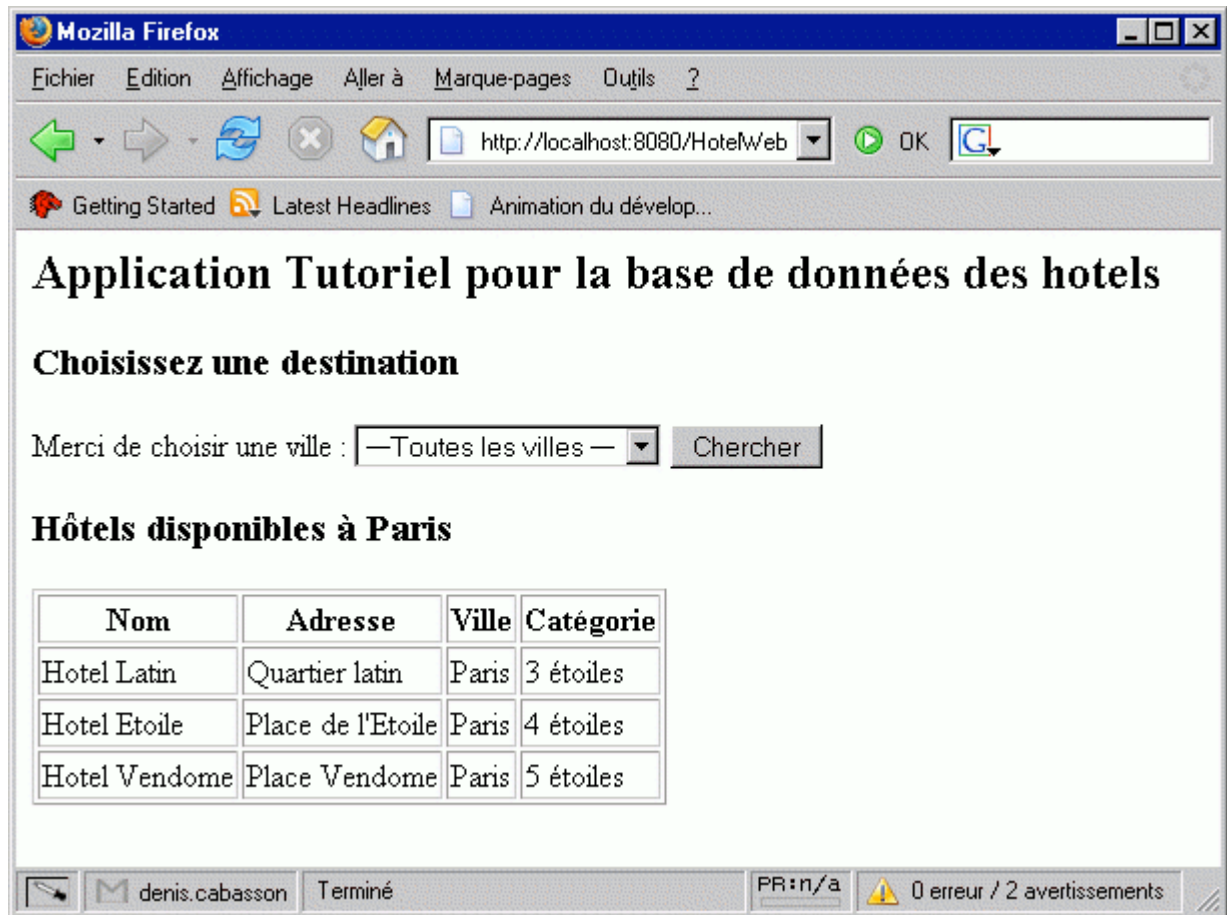 Mozilla Firefox
Fichier Edition Affichage Aller à Marque-pages Outils ?
http://localhost:8080/HotelWeb OK G
Getting Started Latest Headlines Animation du dévelop...
Application Tutoriel pour la base de données des hotels
Choisissez une destination
Merci de choisir une ville : —Toutes les villes — Chercher
Hôtels disponibles à Paris
Nom Adresse Ville Catégorie
Hotel Latin Quartier latin Paris 3 étoiles
Hotel Etoile Place de l'Etoile Paris 4 étoiles
Hotel Vendome Place Vendome Paris 5 étoiles
denis.cabasson Terminé PR:n/a 0 erreur / 2 avertissements